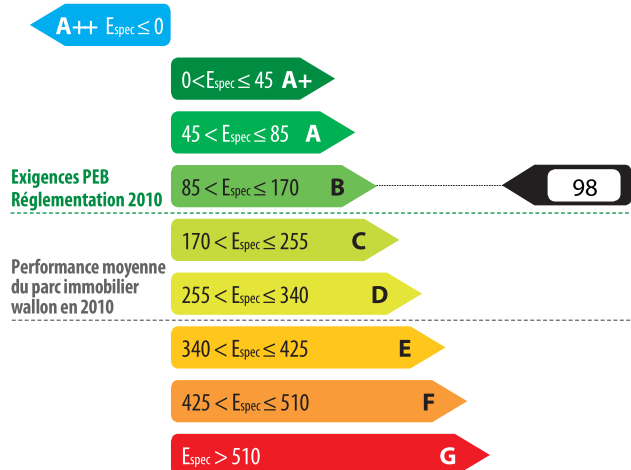 A++ Espec ≤ 0
0<Espec ≤ 45 A+
45 < Espec ≤ 85 A
Exigences PEB
Réglementation 2010
85 < Espec ≤ 170 B
98
170 < Espec ≤ 255 C
Performance moyenne
du parc immobilier
wallon en 2010
255 < Espec ≤ 340 D
340 < Espec ≤ 425 E
425 < Espec ≤ 510 F
Espec > 510 G